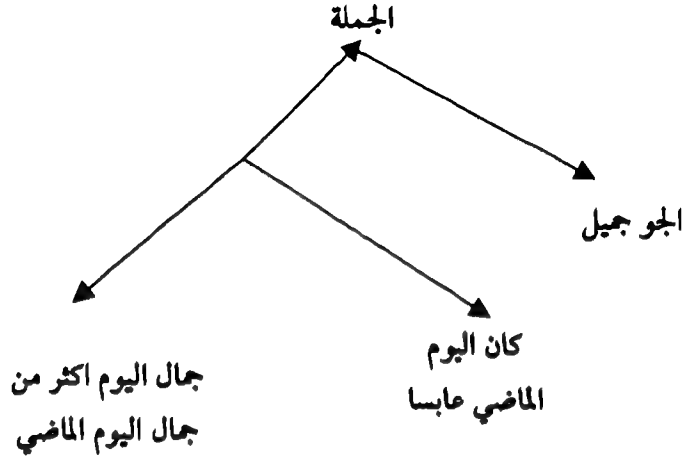 الجملة
الجو جميل
كان اليوم
الماضي عابسا
جمال اليوم اكثر من
جمال اليوم الماضي